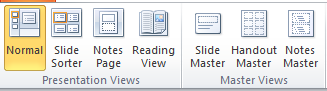 Normal
Slide Sorter
Notes Page
Reading View
Slide Master
Handout Master
Notes Master
Presentation Views
Master Views